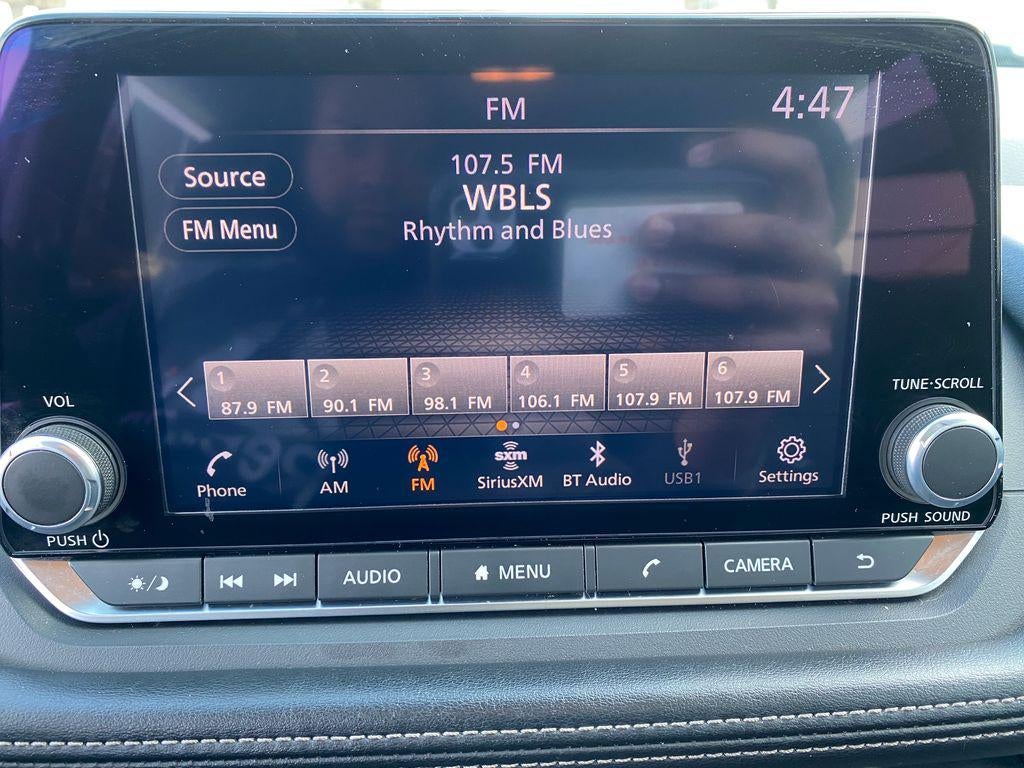 FM
4:47
Source
FM Menu
107.5 FM
WBLS
Rhythm and Blues
1 87.9 FM
2 90.1 FM
3 98.1 FM
4 106.1 FM
5 107.9 FM
6 107.9 FM
VOL
TUNE·SCROLL
Phone
AM
FM
sxm
SiriusXM
BT Audio
USB1
Settings
PUSH
PUSH SOUND
AUDIO
MENU
CAMERA